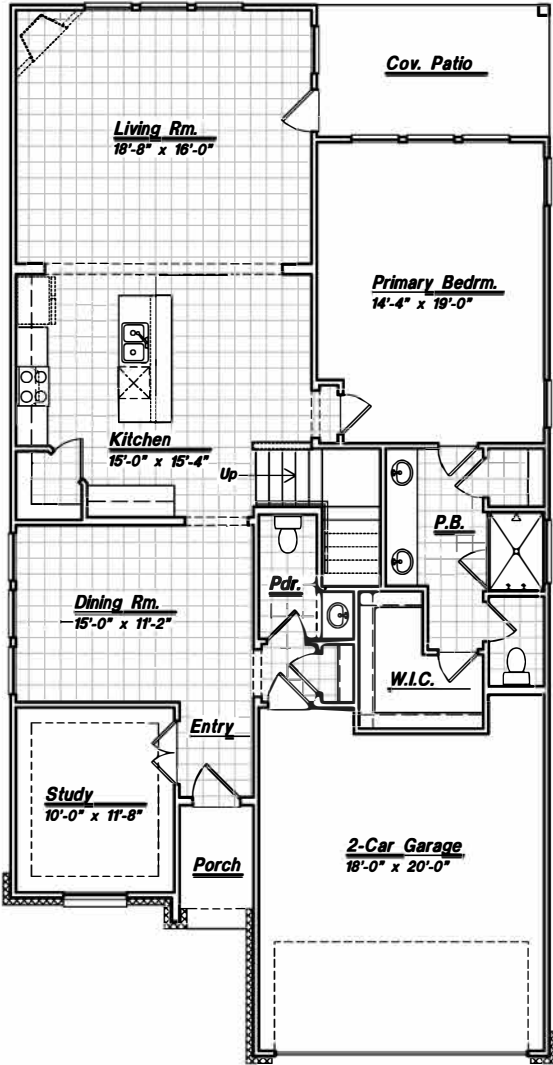 Cov. Patio
Living Rm.
18'-8" x 16'-0"
Primary Bedrm.
14'-4" x 19'-0"
Kitchen
15'-0" x 15'-4"
Up
P.B.
Pdr.
Dining Rm.
15'-0" x 11'-2"
W.I.C.
Entry
Study
10'-0" x 11'-8"
Porch
2-Car Garage
18'-0" x 20'-0"